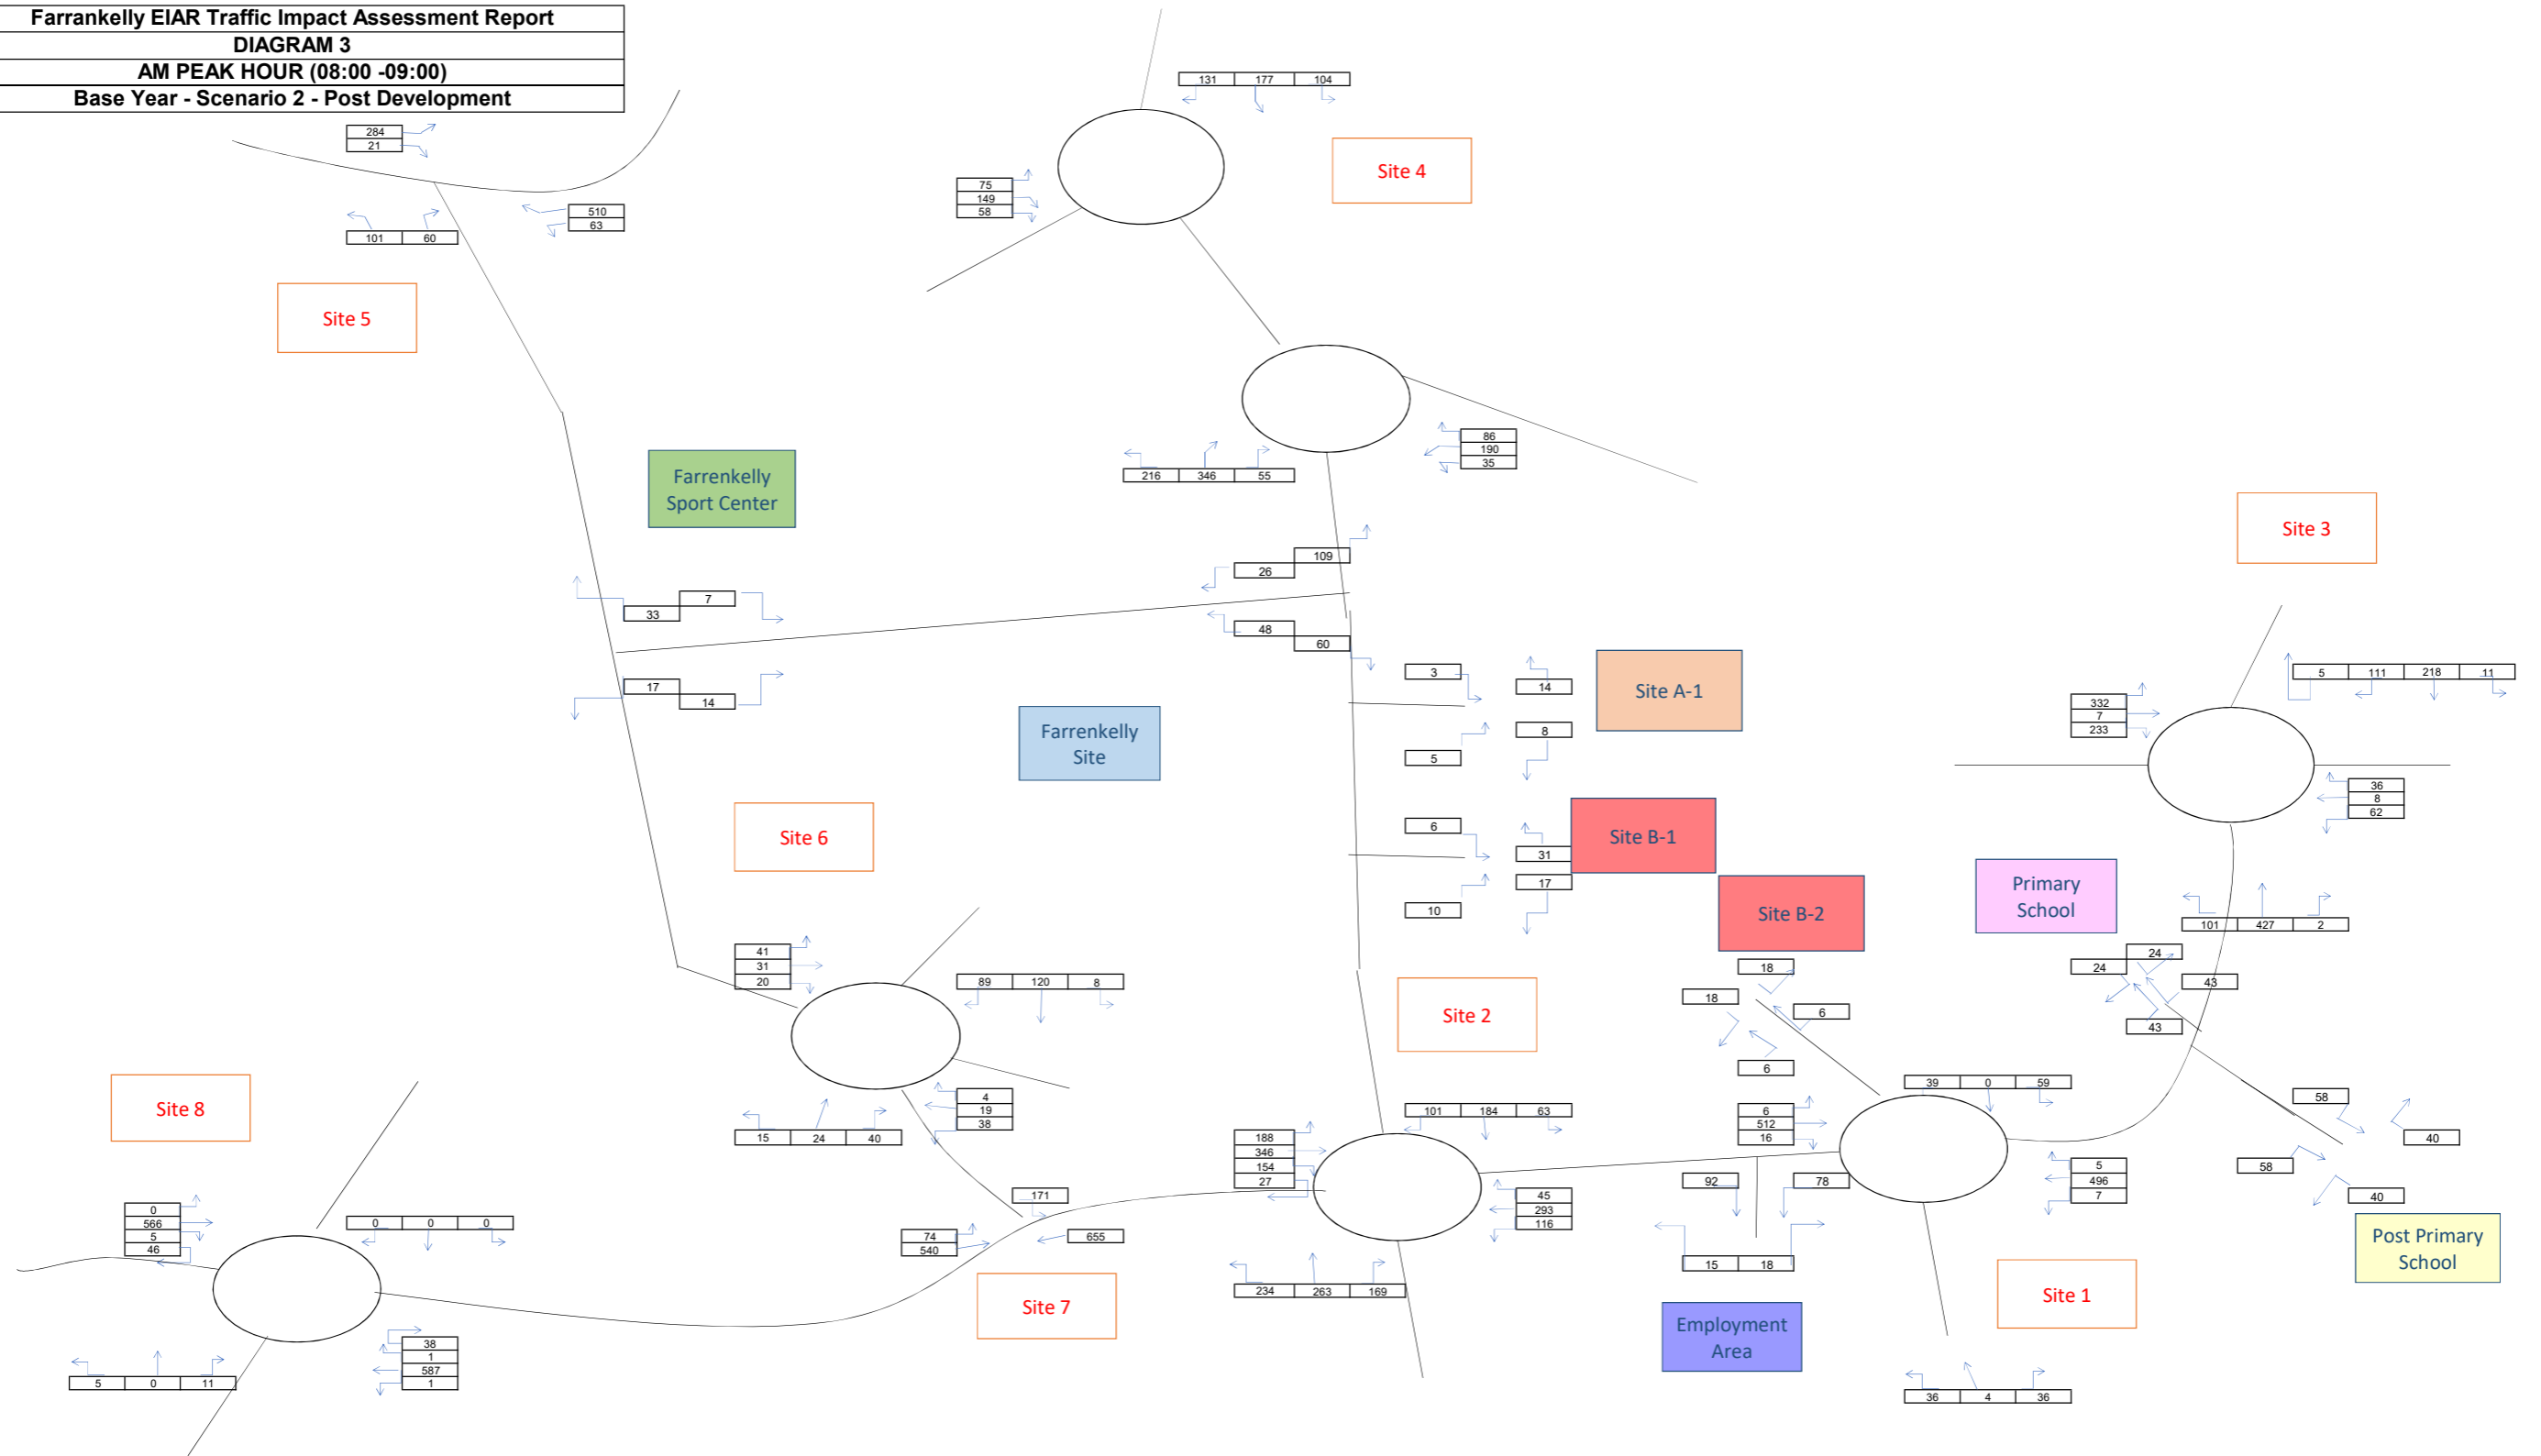 Farrankelly EIAR Traffic Impact Assessment Report
DIAGRAM 3
AM PEAK HOUR (08:00 -09:00)
Base Year - Scenario 2 - Post Development
131 177 104
284
21
Site 4
75
149
58
510
63
101 60
Site 5
86
190
35
216 346 55
Farrenkelly
Sport Center
Site 3
109
26
7
33
48
60
17
14
3
14
Site A-1
5
8
5 111 218 11
332
7
233
Farrenkelly
Site
36
8
62
Site 6
6
31
17
10
Site B-1
Site B-2
Primary
School
101 427 2
41
31
20
89 120 8
24
24
43
43
18
18
6
6
Site 2
4
19
38
15 24 40
Site 8
101 184 63
188
346
154
27
39 0 59
6
512
16
58
40
58
40
5
496
7
92 78
45
293
116
171
74
540
655
0
566
5
46
0 0 0
Post Primary
School
15 18
234 263 169
Site 7
Site 1
Employment
Area
38
1
587
1
5 0 11
36 4 36